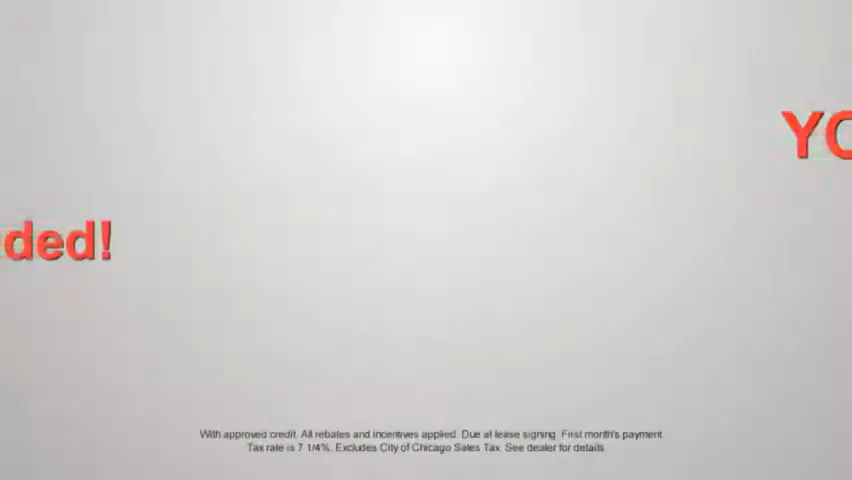 YO
ded!
With approved credit. All rebates and incentives applied. Due at lease signing. First month's payment.
Tax rate is 7 1/4%. Excludes City of Chicago Sales Tax. See dealer for details.